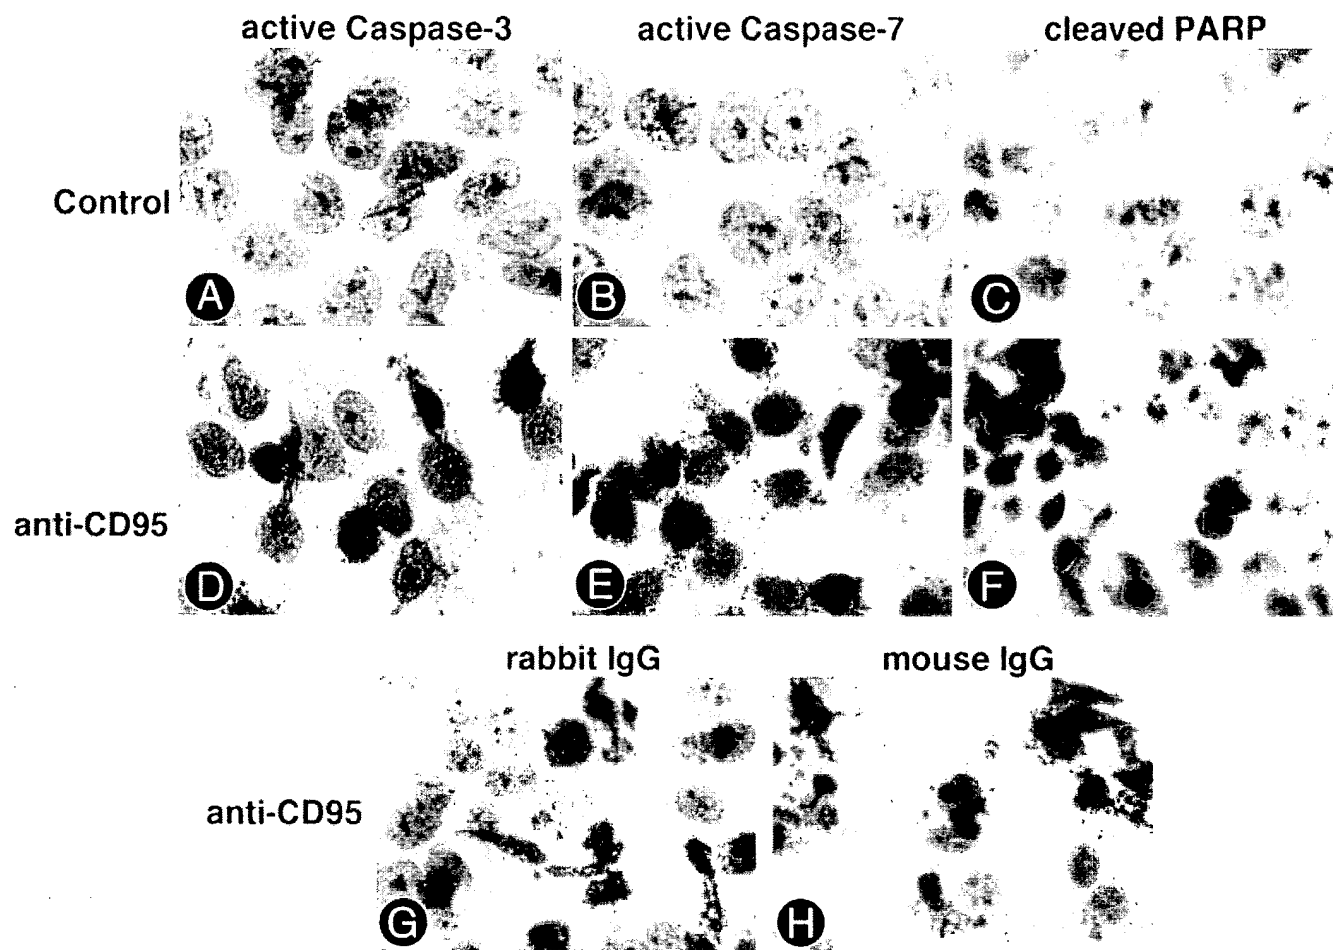 active Caspase-3 active Caspase-7 cleaved PARP
Control
A B C
anti-CD95
D E F
rabbit IgG mouse IgG
anti-CD95
G H